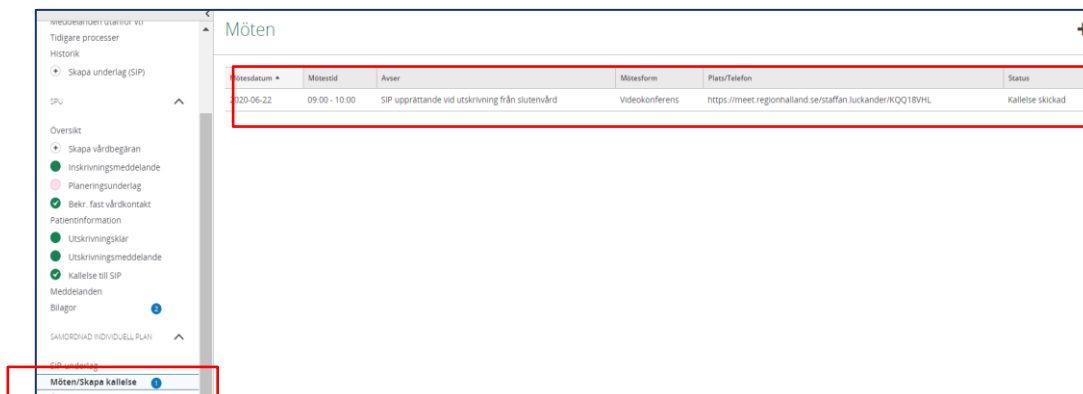 Meddelanden utanför vtf
Tidigare processer
Historik
Skapa underlag (SIP)
SPU
Översikt
Skapa vårdbegäran
Inskrivningsmeddelande
Planeringsunderlag
Bekr. fast vårdkontakt
Patientinformation
Utskrivningsklar
Utskrivningsmeddelande
Kallelse till SIP
Meddelanden
Bilagor 2
SAMORDNAD INDIVIDUELL PLAN
SIP-underlag
Möten/Skapa kallelse 1
Möten
Mötesdatum Mötestid Avser Mötesform Plats/Telefon Status
2020-06-22 09:00 - 10:00 SIP upprättande vid utskrivning från slutenvård Videokonferens https://meet.regionhalland.se/staffan.luckander/KQQ18VHL Kallelse skickad